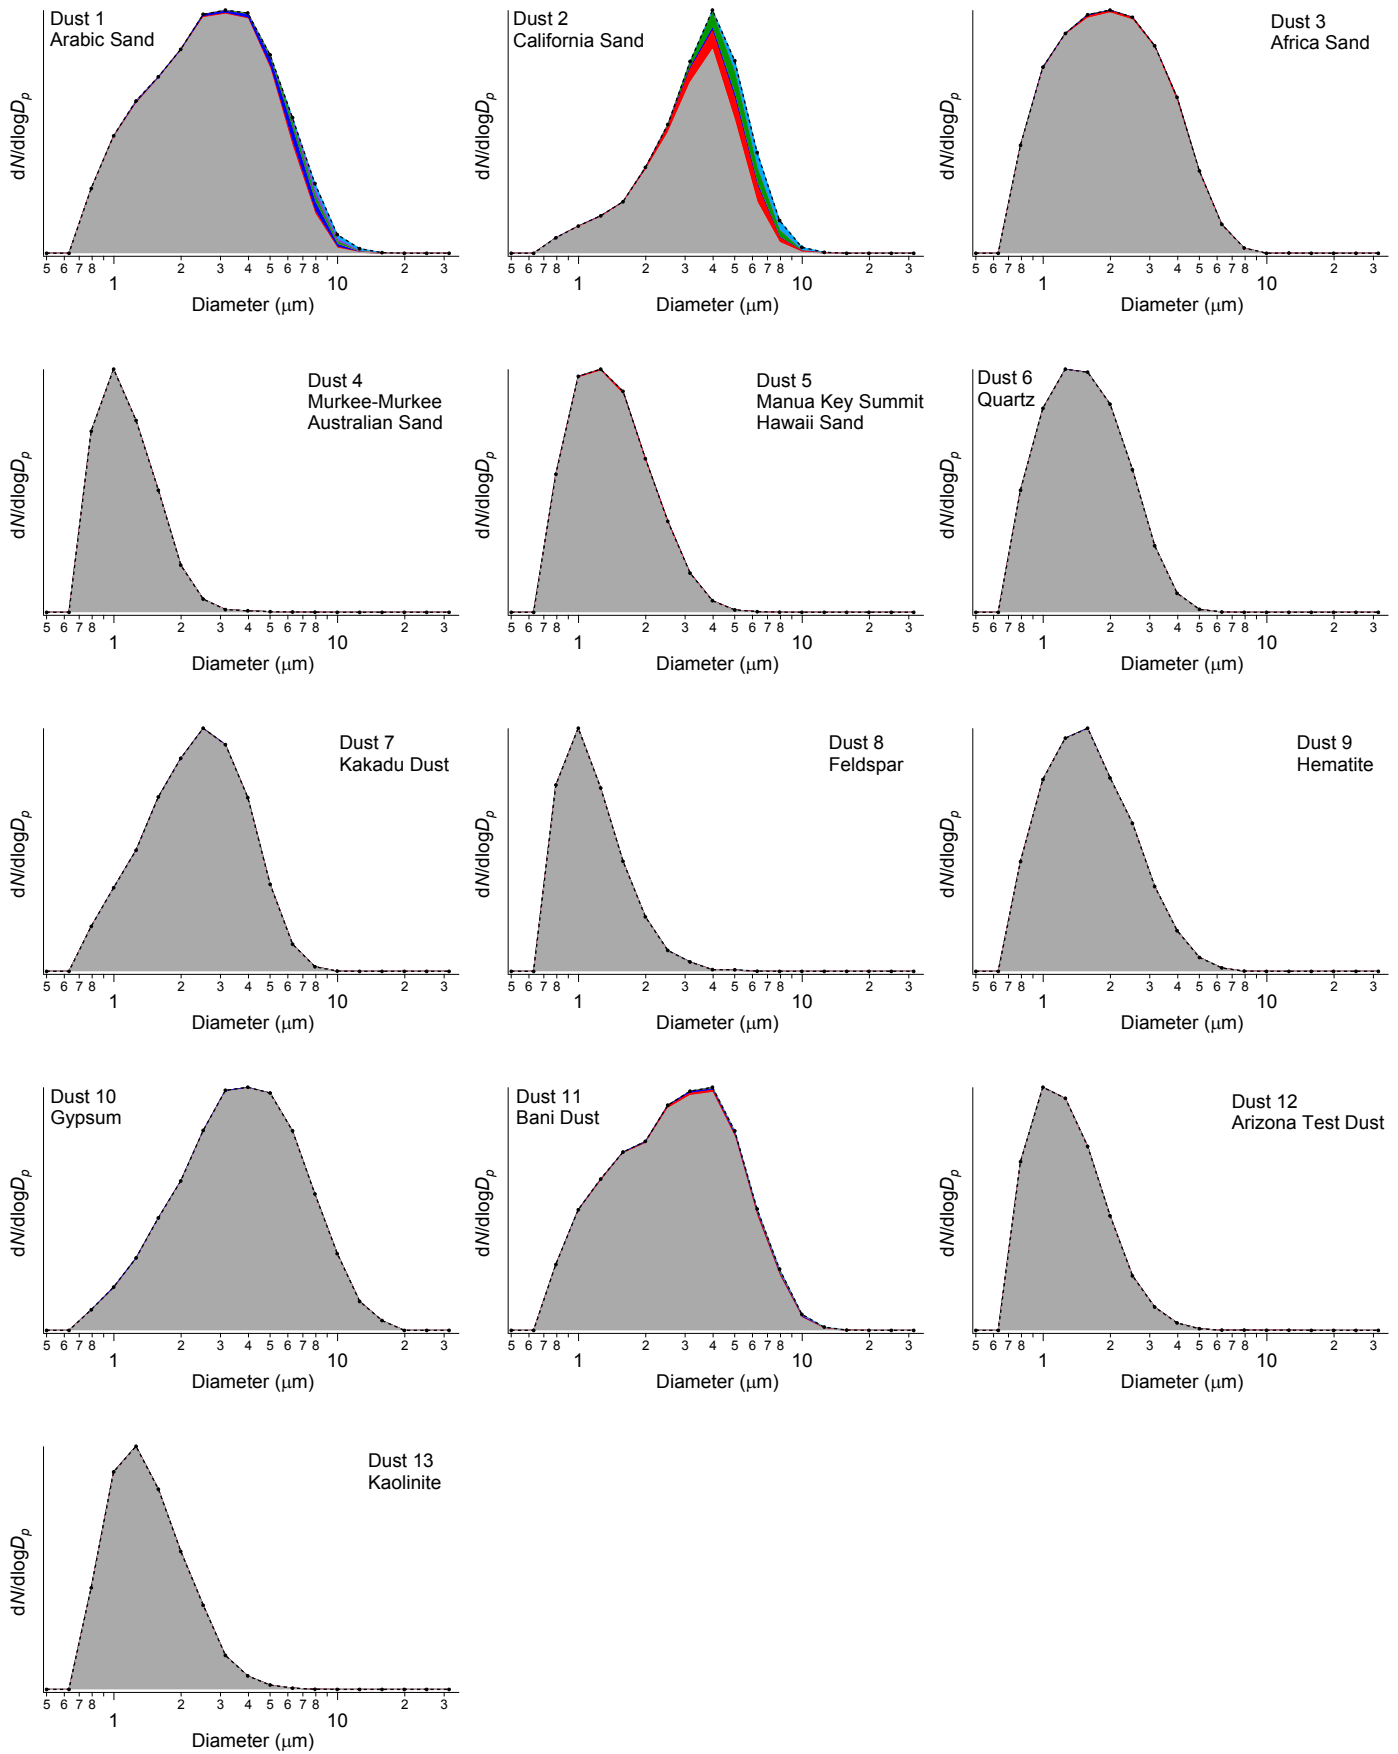 Dust 1
Arabic Sand
dN/dlogDp
5 6 7 8 2 3 4 5 6 7 8 2 3
1 10
Diameter (μm)
Dust 2
California Sand
dN/dlogDp
5 6 7 8 2 3 4 5 6 7 8 2 3
1 10
Diameter (μm)
Dust 3
Africa Sand
dN/dlogDp
5 6 7 8 2 3 4 5 6 7 8 2 3
1 10
Diameter (μm)
Dust 4
Murkee-Murkee
Australian Sand
dN/dlogDp
5 6 7 8 2 3 4 5 6 7 8 2 3
1 10
Diameter (μm)
Dust 5
Manua Key Summit
Hawaii Sand
dN/dlogDp
5 6 7 8 2 3 4 5 6 7 8 2 3
1 10
Diameter (μm)
Dust 6
Quartz
dN/dlogDp
5 6 7 8 2 3 4 5 6 7 8 2 3
1 10
Diameter (μm)
Dust 7
Kakadu Dust
dN/dlogDp
5 6 7 8 2 3 4 5 6 7 8 2 3
1 10
Diameter (μm)
Dust 8
Feldspar
dN/dlogDp
5 6 7 8 2 3 4 5 6 7 8 2 3
1 10
Diameter (μm)
Dust 9
Hematite
dN/dlogDp
5 6 7 8 2 3 4 5 6 7 8 2 3
1 10
Diameter (μm)
Dust 10
Gypsum
dN/dlogDp
5 6 7 8 2 3 4 5 6 7 8 2 3
1 10
Diameter (μm)
Dust 11
Bani Dust
dN/dlogDp
5 6 7 8 2 3 4 5 6 7 8 2 3
1 10
Diameter (μm)
Dust 12
Arizona Test Dust
dN/dlogDp
5 6 7 8 2 3 4 5 6 7 8 2 3
1 10
Diameter (μm)
Dust 13
Kaolinite
dN/dlogDp
5 6 7 8 2 3 4 5 6 7 8 2 3
1 10
Diameter (μm)